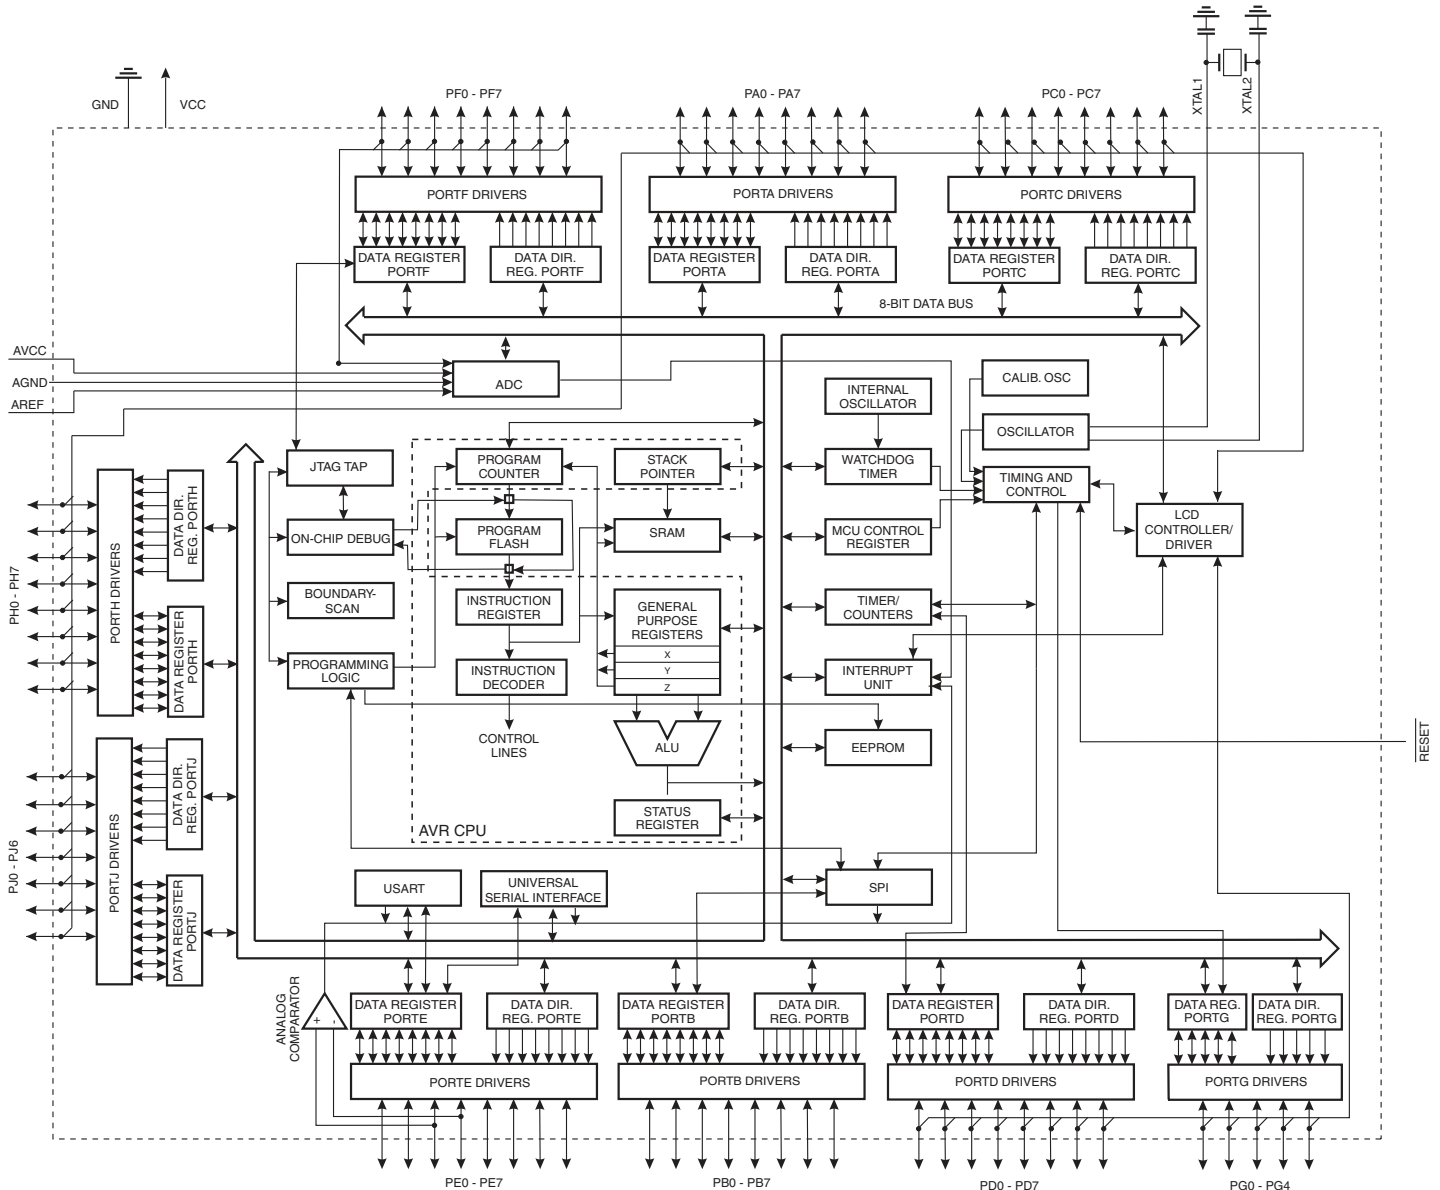 XTAL1
XTAL2
GND
VCC
PF0 - PF7
PA0 - PA7
PC0 - PC7
PORTF DRIVERS
PORTA DRIVERS
PORTC DRIVERS
DATA REGISTER
PORTF
DATA DIR.
REG. PORTF
DATA REGISTER
PORTA
DATA DIR.
REG. PORTA
DATA REGISTER
PORTC
DATA DIR.
REG. PORTC
8-BIT DATA BUS
AVCC
AGND
AREF
ADC
INTERNAL
OSCILLATOR
CALIB. OSC
OSCILLATOR
JTAG TAP
PROGRAM
COUNTER
STACK
POINTER
WATCHDOG
TIMER
TIMING AND
CONTROL
ON-CHIP DEBUG
PROGRAM
FLASH
SRAM
MCU CONTROL
REGISTER
LCD
CONTROLLER/
DRIVER
BOUNDARY-
SCAN
INSTRUCTION
REGISTER
GENERAL
PURPOSE
REGISTERS
X
Y
Z
TIMER/
COUNTERS
PROGRAMMING
LOGIC
INSTRUCTION
DECODER
INTERRUPT
UNIT
CONTROL
LINES
ALU
EEPROM
RESET
STATUS
REGISTER
AVR CPU
PH0 - PH7
PORTH DRIVERS
DATA DIR.
REG. PORTH
DATA REGISTER
PORTH
PJ0 - PJ6
PORTJ DRIVERS
DATA DIR.
REG. PORTJ
DATA REGISTER
PORTJ
USART
UNIVERSAL
SERIAL INTERFACE
SPI
ANALOG
COMPARATOR
+
-
DATA REGISTER
PORTE
DATA DIR.
REG. PORTE
DATA REGISTER
PORTB
DATA DIR.
REG. PORTB
DATA REGISTER
PORTD
DATA DIR.
REG. PORTD
DATA REG.
PORTG
DATA DIR.
REG. PORTG
PORTE DRIVERS
PORTB DRIVERS
PORTD DRIVERS
PORTG DRIVERS
PE0 - PE7
PB0 - PB7
PD0 - PD7
PG0 - PG4